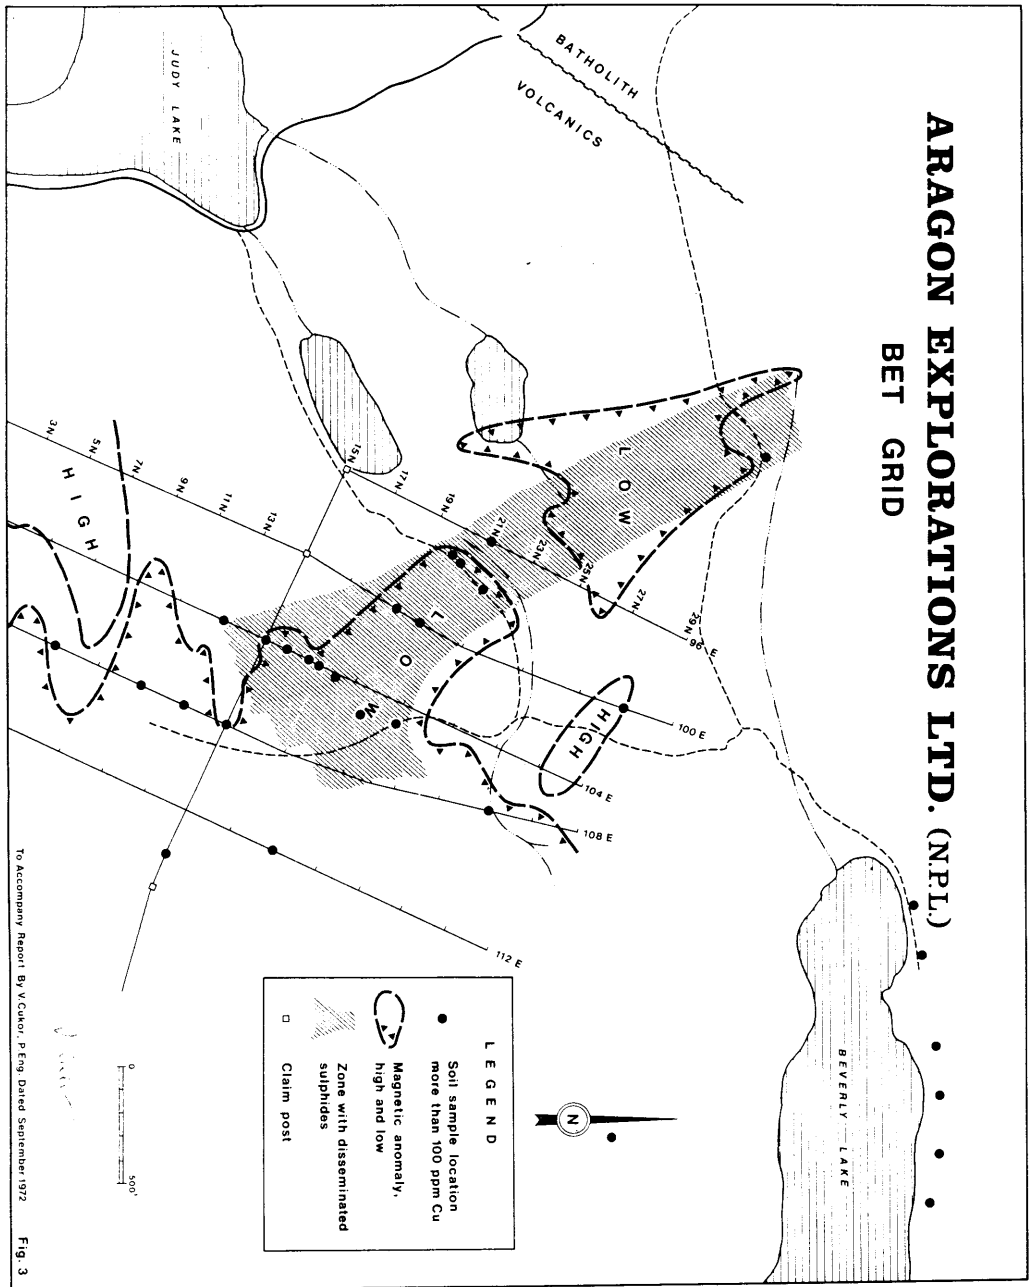 ARAGON EXPLORATIONS LTD. (N.P.L.)
BET GRID
BATHOLITH
VOLCANICS
JUDY LAKE
BEVERLY LAKE
LOW
HIGH
LOW
HIGH
3N
5N
7N
9N
11N
13N
15N
17N
19N
21N
23N
25N
27N
29N
96 E
100 E
104 E
108 E
112 E
N
LEGEND
Soil sample location
more than 100 ppm Cu
Magnetic anomaly,
high and low
Zone with disseminated
sulphides
Claim post
0
500'
To Accompany Report By V.Cukor, P.Eng. Dated September 1972
Fig. 3